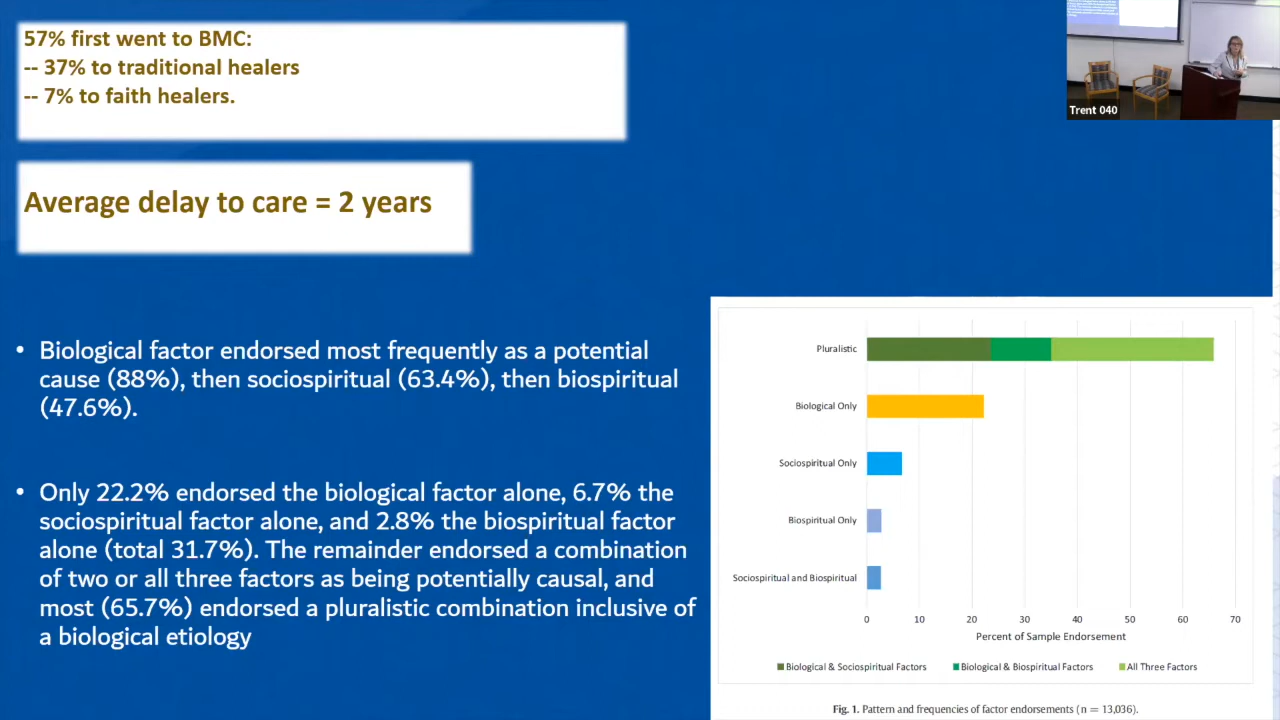 57% first went to BMC:
-- 37% to traditional healers
-- 7% to faith healers.
Trent 040
Average delay to care = 2 years
• Biological factor endorsed most frequently as a potential
cause (88%), then sociospiritual (63.4%), then biospiritual
(47.6%).
• Only 22.2% endorsed the biological factor alone, 6.7% the
sociospiritual factor alone, and 2.8% the biospiritual factor
alone (total 31.7%). The remainder endorsed a combination
of two or all three factors as being potentially causal, and
most (65.7%) endorsed a pluralistic combination inclusive of
a biological etiology
Pluralistic
Biological Only
Sociospiritual Only
Biospiritual Only
Sociospiritual and Biospiritual
0 10 20 30 40 50 60 70
Percent of Sample Endorsement
Biological & Sociospiritual Factors Biological & Biospiritual Factors All Three Factors
Fig. 1. Pattern and frequencies of factor endorsements (n = 13,036).